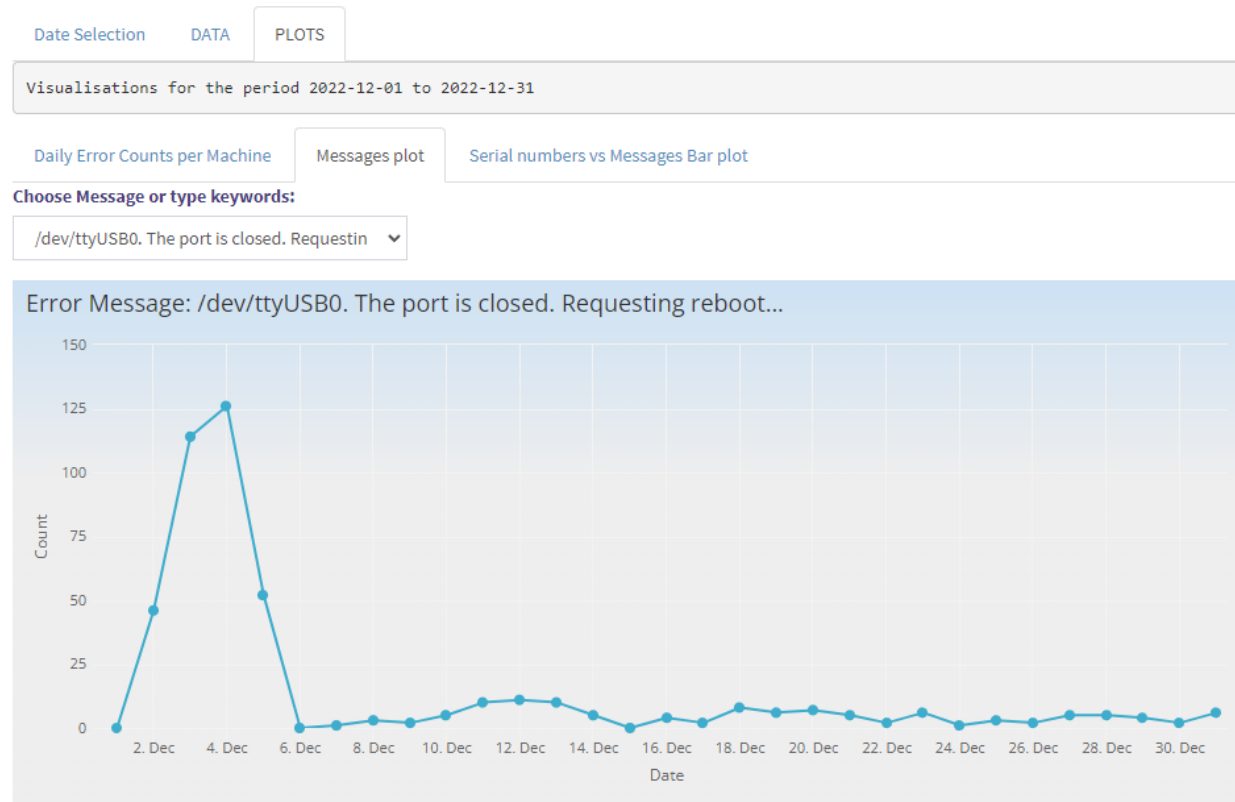 Date Selection DATA PLOTS
Visualisations for the period 2022-12-01 to 2022-12-31
Daily Error Counts per Machine Messages plot Serial numbers vs Messages Bar plot
Choose Message or type keywords:
/dev/ttyUSB0. The port is closed. Requestin
Error Message: /dev/ttyUSB0. The port is closed. Requesting reboot...
150
125
100
75
50
25
0
Count
2. Dec 4. Dec 6. Dec 8. Dec 10. Dec 12. Dec 14. Dec 16. Dec 18. Dec 20. Dec 22. Dec 24. Dec 26. Dec 28. Dec 30. Dec
Date